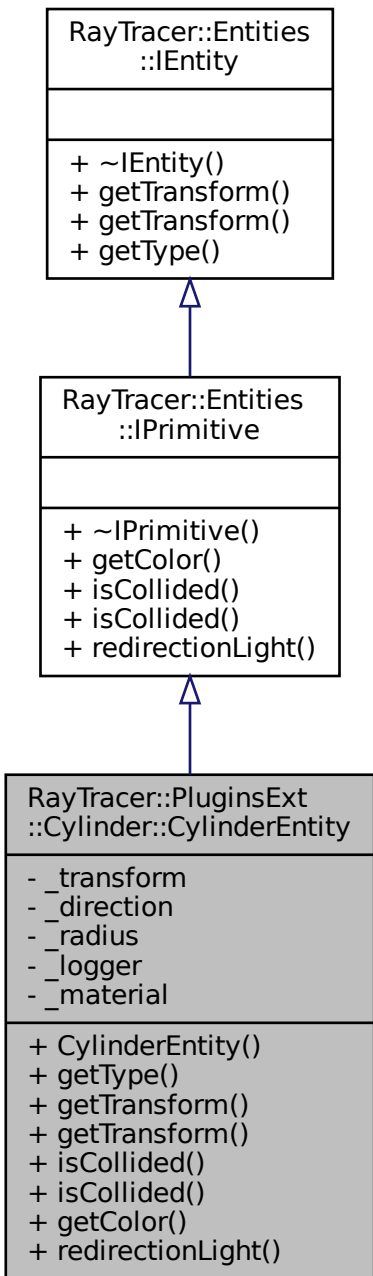 RayTracer::Entities
::IEntity
+ ~IEntity()
+ getTransform()
+ getTransform()
+ getType()
RayTracer::Entities
::IPrimitive
+ ~IPrimitive()
+ getColor()
+ isCollided()
+ isCollided()
+ redirectionLight()
RayTracer::PluginsExt
::Cylinder::CylinderEntity
- _transform
- _direction
- _radius
- _logger
- _material
+ CylinderEntity()
+ getType()
+ getTransform()
+ getTransform()
+ isCollided()
+ isCollided()
+ getColor()
+ redirectionLight()